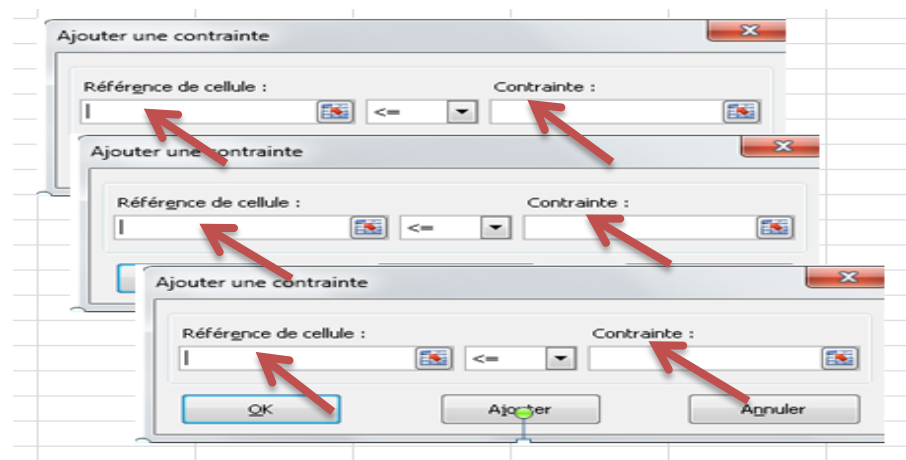 Ajouter une contrainte
Référence de cellule : Contrainte :
<=
Ajouter une contrainte
Référence de cellule : Contrainte :
<=
Ajouter une contrainte
Référence de cellule : Contrainte :
<=
OK Ajouter Annuler